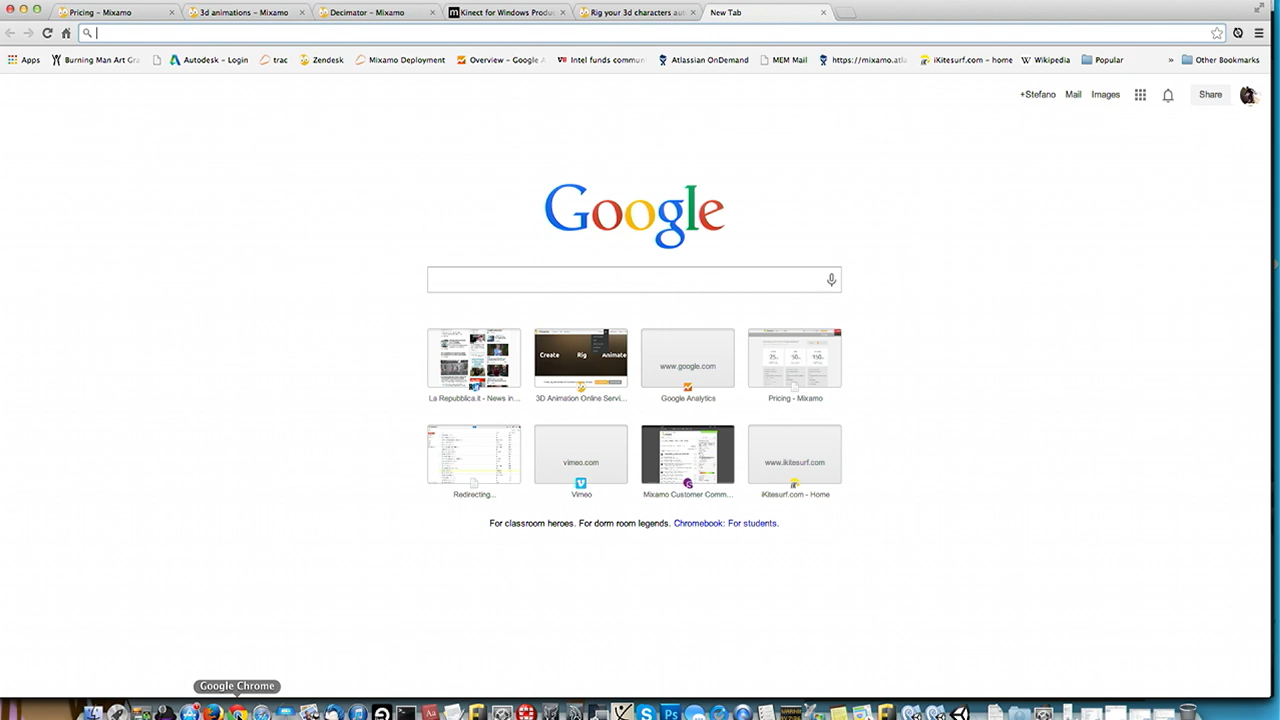 Pricing - Mixamo
3d animations - Mixamo
Decimator - Mixamo
Kinect for Windows Produ
Rig your 3d characters aut
New Tab
Apps
Burning Man Art Gra
Autodesk - Login
trac
Zendesk
Mixamo Deployment
Overview - Google A
Intel funds commun
Atlassian OnDemand
MEM Mail
https://mixamo.atla
iKitesurf.com - home
Wikipedia
Popular
»
Other Bookmarks
+Stefano
Mail
Images
Share
Google
Create Rig Animate
www.google.com
La Repubblica.it - News in...
3D Animation Online Servi...
Google Analytics
Pricing - Mixamo
vimeo.com
www.ikitesurf.com
Redirecting...
Vimeo
Mixamo Customer Comm...
iKitesurf.com - Home
For classroom heroes. For dorm room legends. Chromebook: For students.
Google Chrome